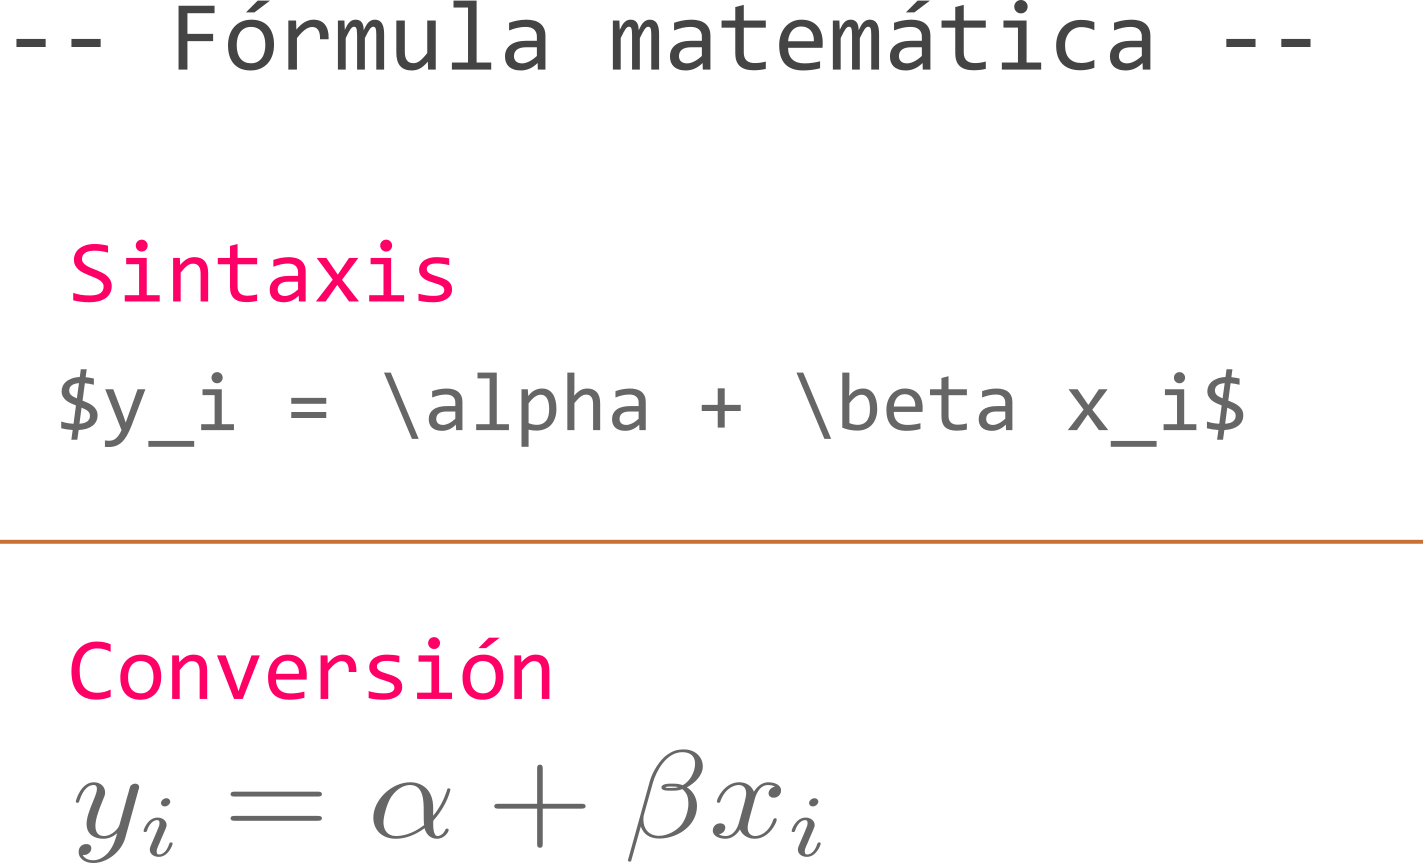 -- Fórmula matemática --
Sintaxis
$y_i = \alpha + \beta x_i$
Conversión
yᵢ = α + βxᵢ